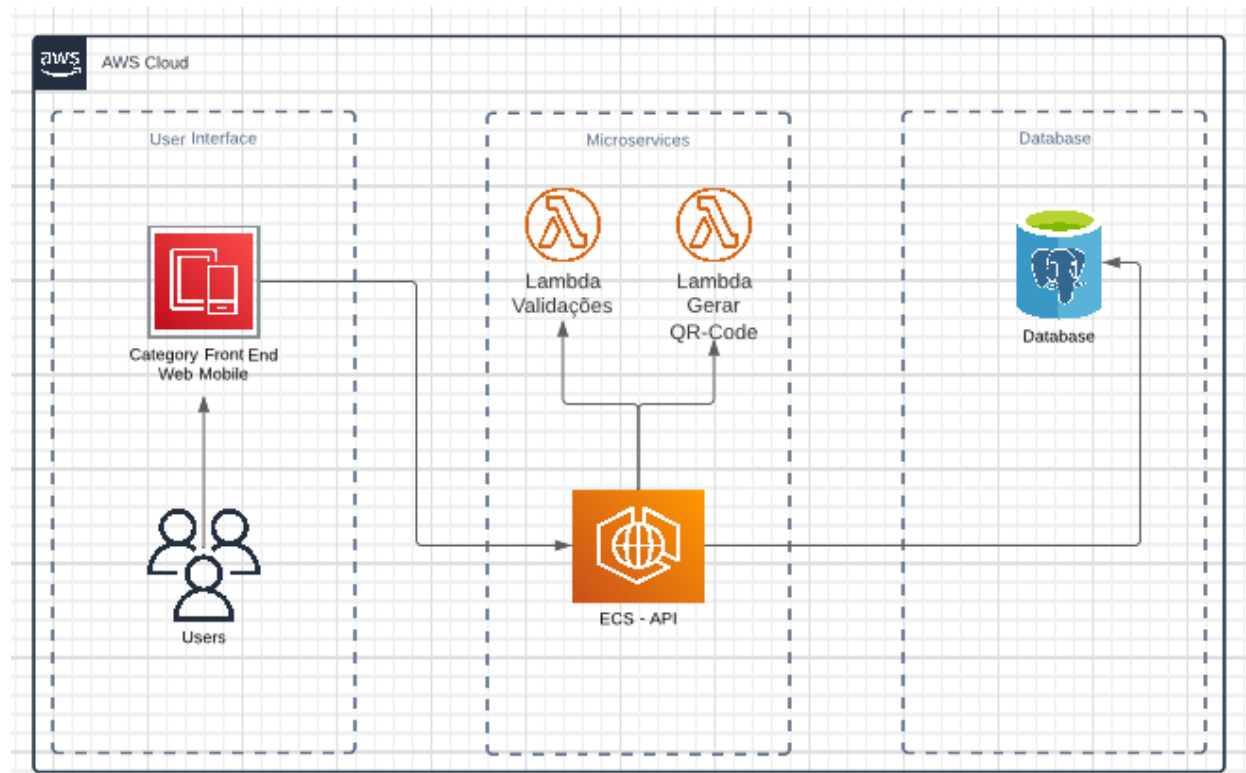 aws
AWS Cloud
User Interface
Microservices
Database
Lambda
Validações
Lambda
Gerar
QR-Code
Category Front End
Web Mobile
Database
Users
ECS - API